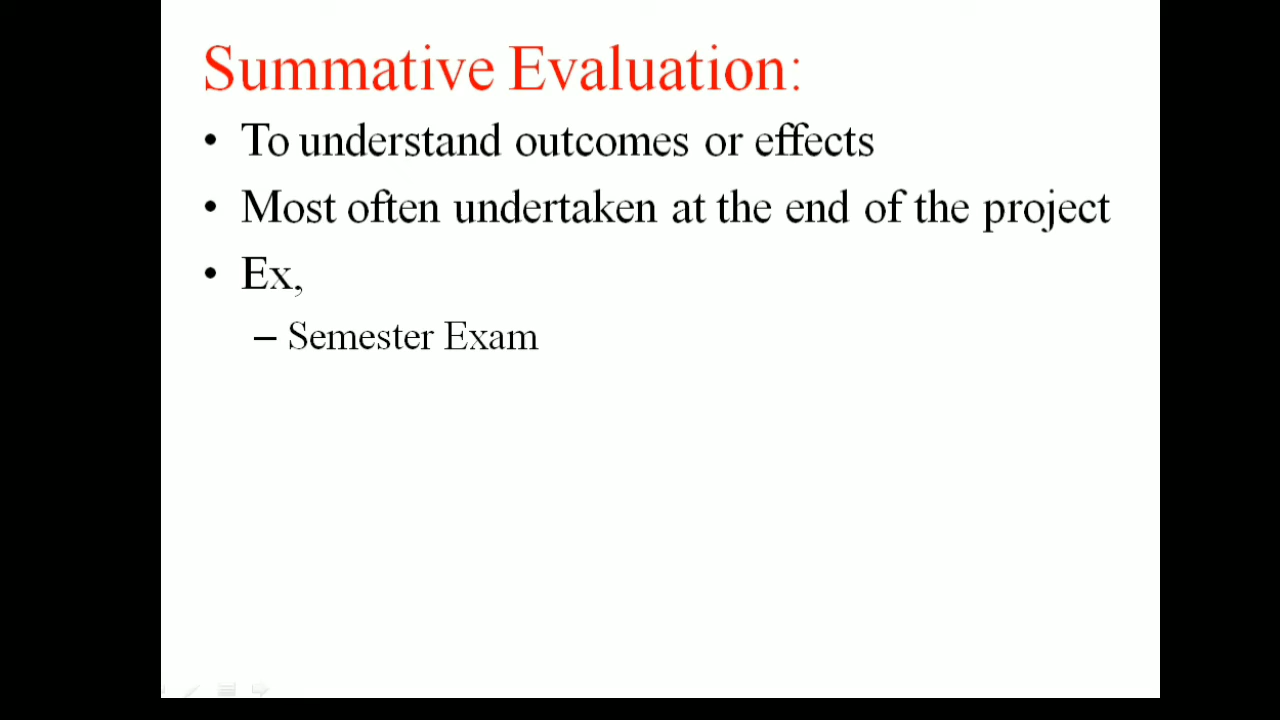 Summative Evaluation:
• To understand outcomes or effects
• Most often undertaken at the end of the project
• Ex,
– Semester Exam